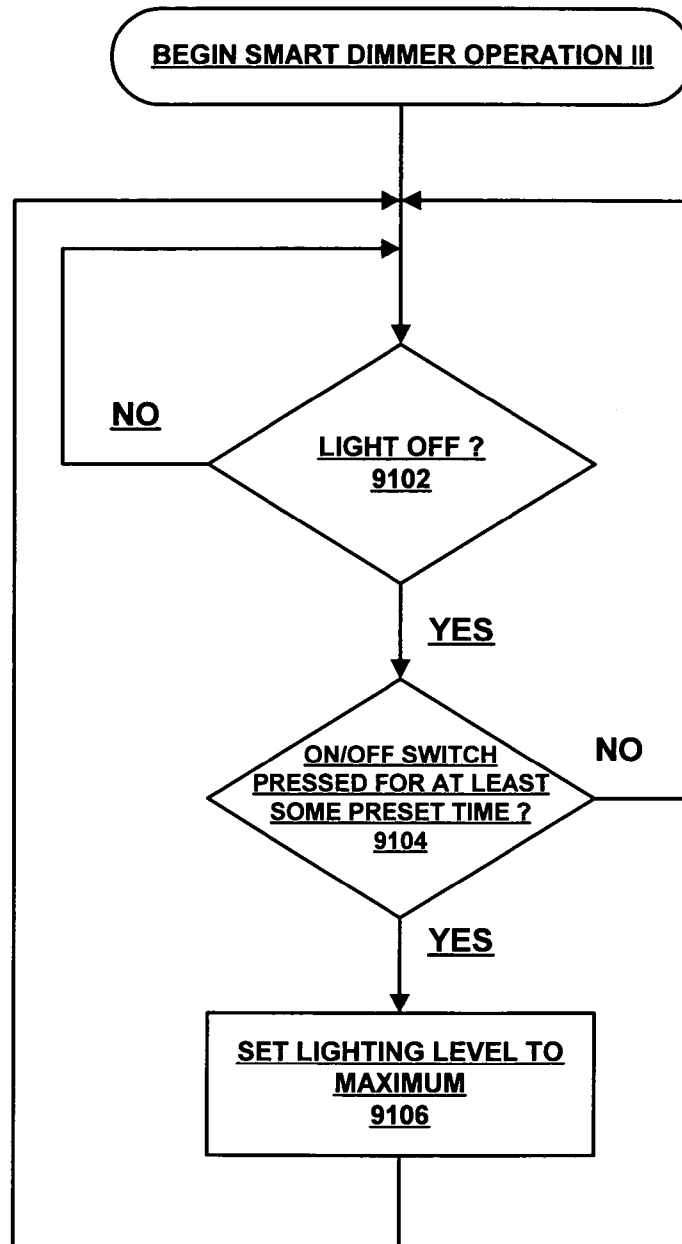 BEGIN SMART DIMMER OPERATION III
NO
LIGHT OFF ?
9102
YES
ON/OFF SWITCH
PRESSED FOR AT LEAST
SOME PRESET TIME ?
9104
NO
YES
SET LIGHTING LEVEL TO
MAXIMUM
9106